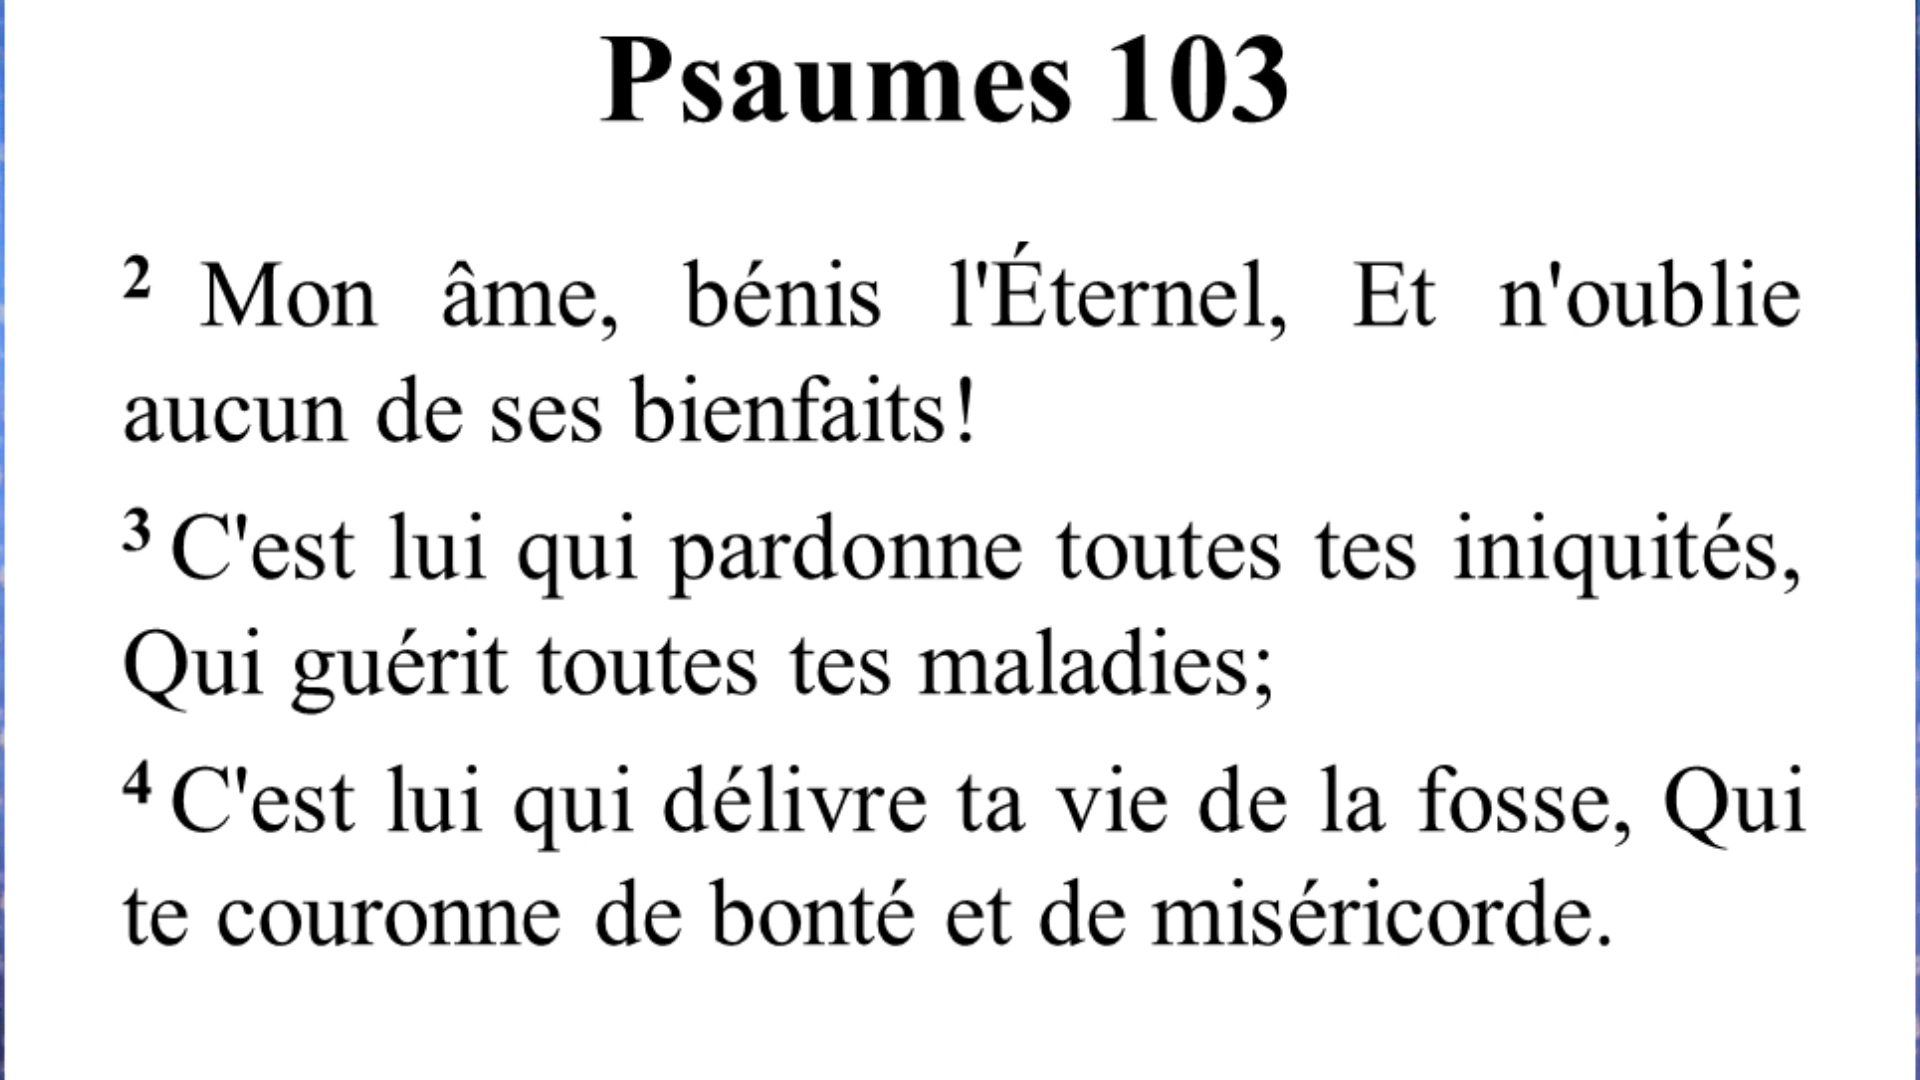 Psaumes 103
2 Mon âme, bénis l'Éternel, Et n'oublie
aucun de ses bienfaits!
3 C'est lui qui pardonne toutes tes iniquités,
Qui guérit toutes tes maladies;
4 C'est lui qui délivre ta vie de la fosse, Qui
te couronne de bonté et de miséricorde.